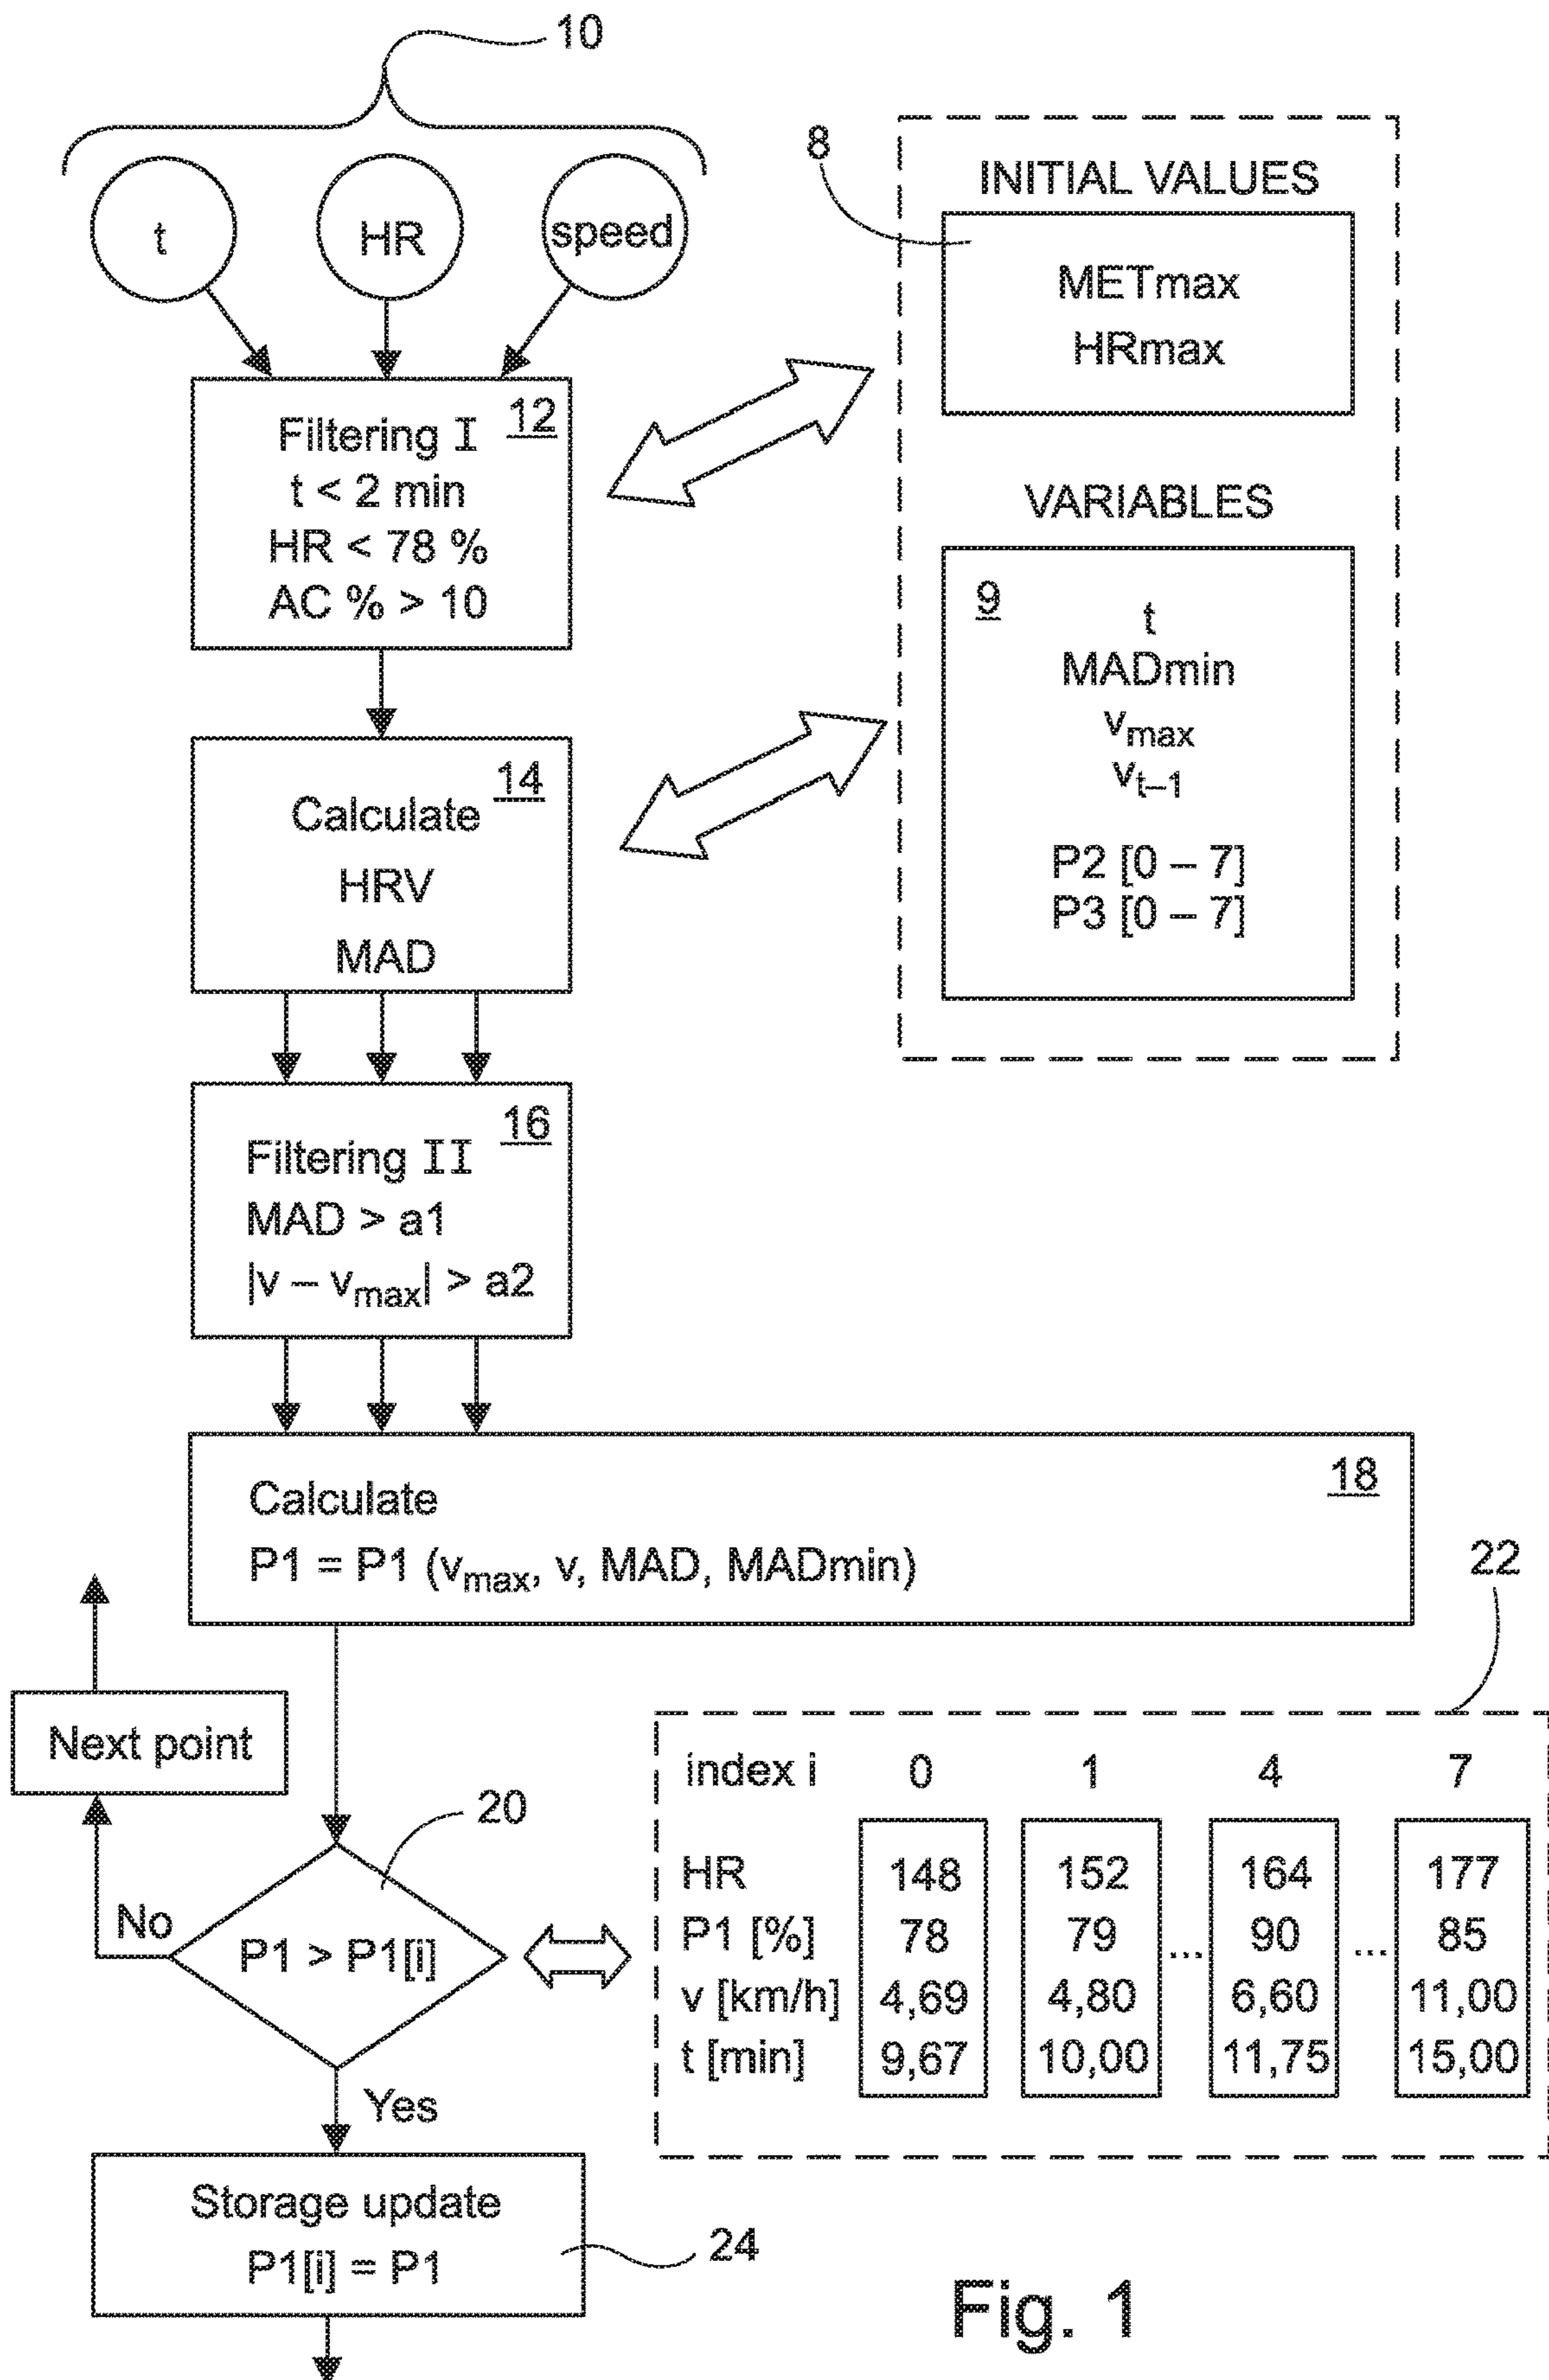 10
t HR speed
12
Filtering I
t < 2 min
HR < 78 %
AC % > 10
14
Calculate
HRV
MAD
16
Filtering II
MAD > a1
|v – vmax| > a2
8
INITIAL VALUES
METmax
HRmax
VARIABLES
9
t
MADmin
vmax
vt–1
P2 [0 – 7]
P3 [0 – 7]
18
Calculate
P1 = P1 (vmax, v, MAD, MADmin)
Next point
20
No
P1 > P1[i]
Yes
22
index i 0 1 4 7
HR 148 152 164 177
P1 [%] 78 79 ... 90 ... 85
v [km/h] 4,69 4,80 6,60 11,00
t [min] 9,67 10,00 11,75 15,00
Storage update
P1[i] = P1
24
Fig. 1